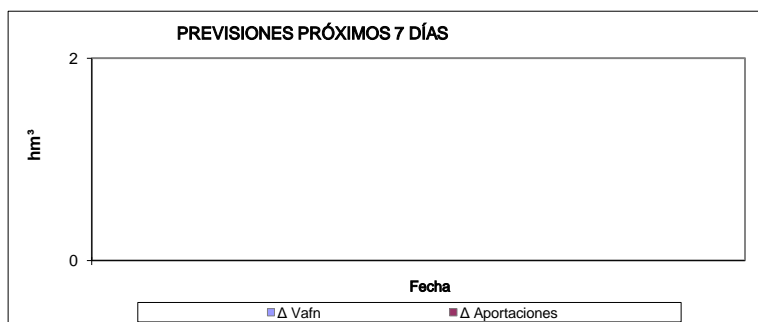 PREVISIONES PRÓXIMOS 7 DÍAS
2
hm³
0
Fecha
Δ Vafn
Δ Aportaciones